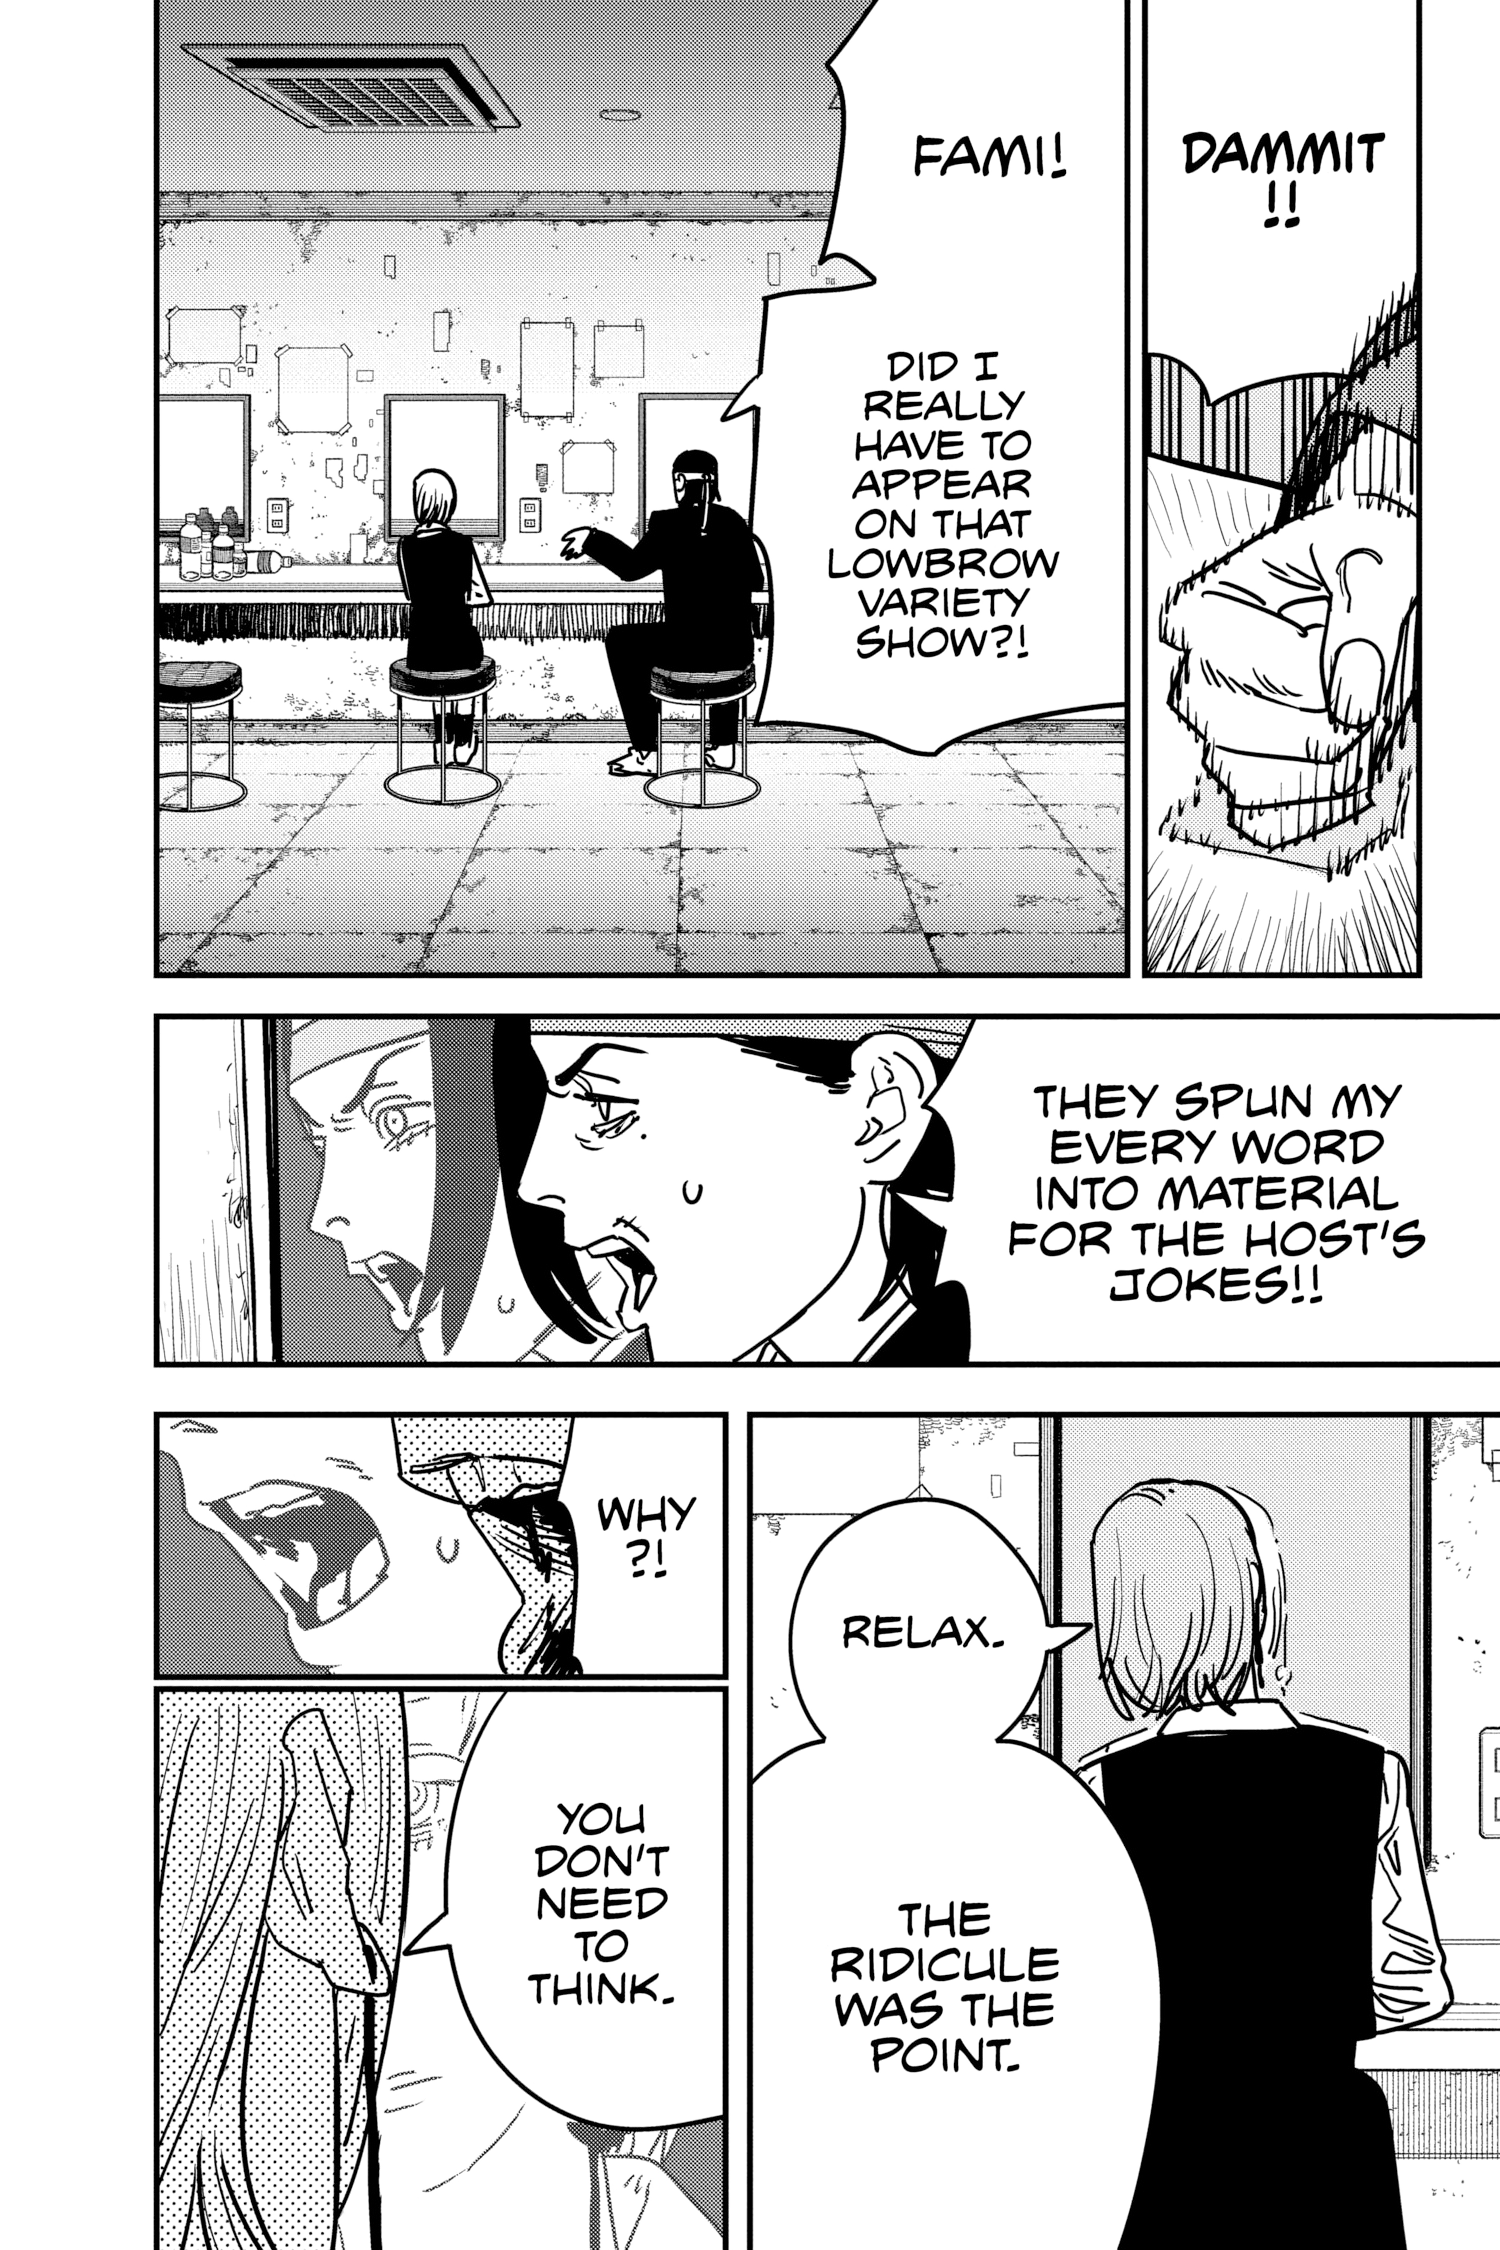 DAMMIT
!!
FAMI!
DID I
REALLY
HAVE TO
APPEAR
ON THAT
LOWBROW
VARIETY
SHOW?!
THEY SPUN MY
EVERY WORD
INTO MATERIAL
FOR THE HOST'S
JOKES!!
RELAX.
THE
RIDICULE
WAS THE
POINT.
WHY
?!
YOU
DON'T
NEED
TO
THINK.